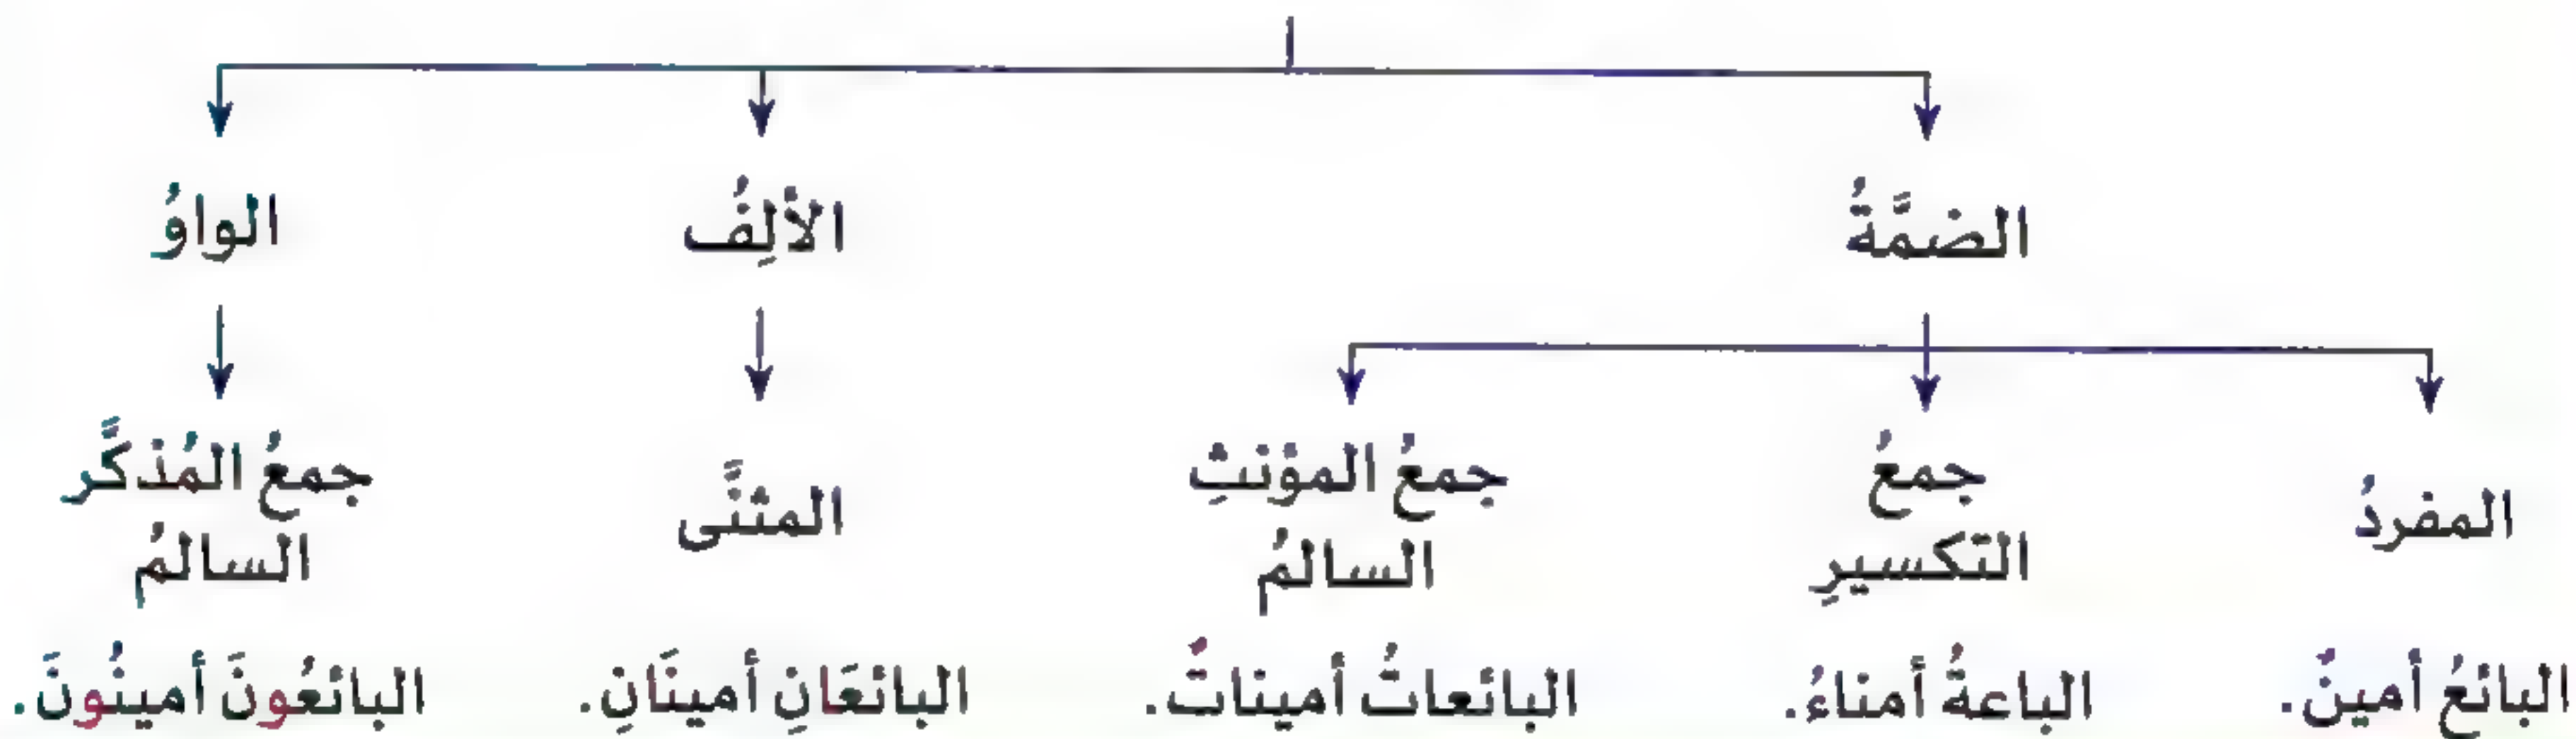 الضمَّةُ
الألِفُ
الواوُ
المفردُ
جمعُ
التكسيرِ
جمعُ المؤنثِ
السالمُ
المثنَّى
جمعُ المُذكَّر
السالمُ
البائعُ أمينٌ.
الباعةُ أمناءُ.
البائعاتُ أميناتٌ.
البائعَانِ أمينَانِ.
البائعُونَ أمينُونَ.